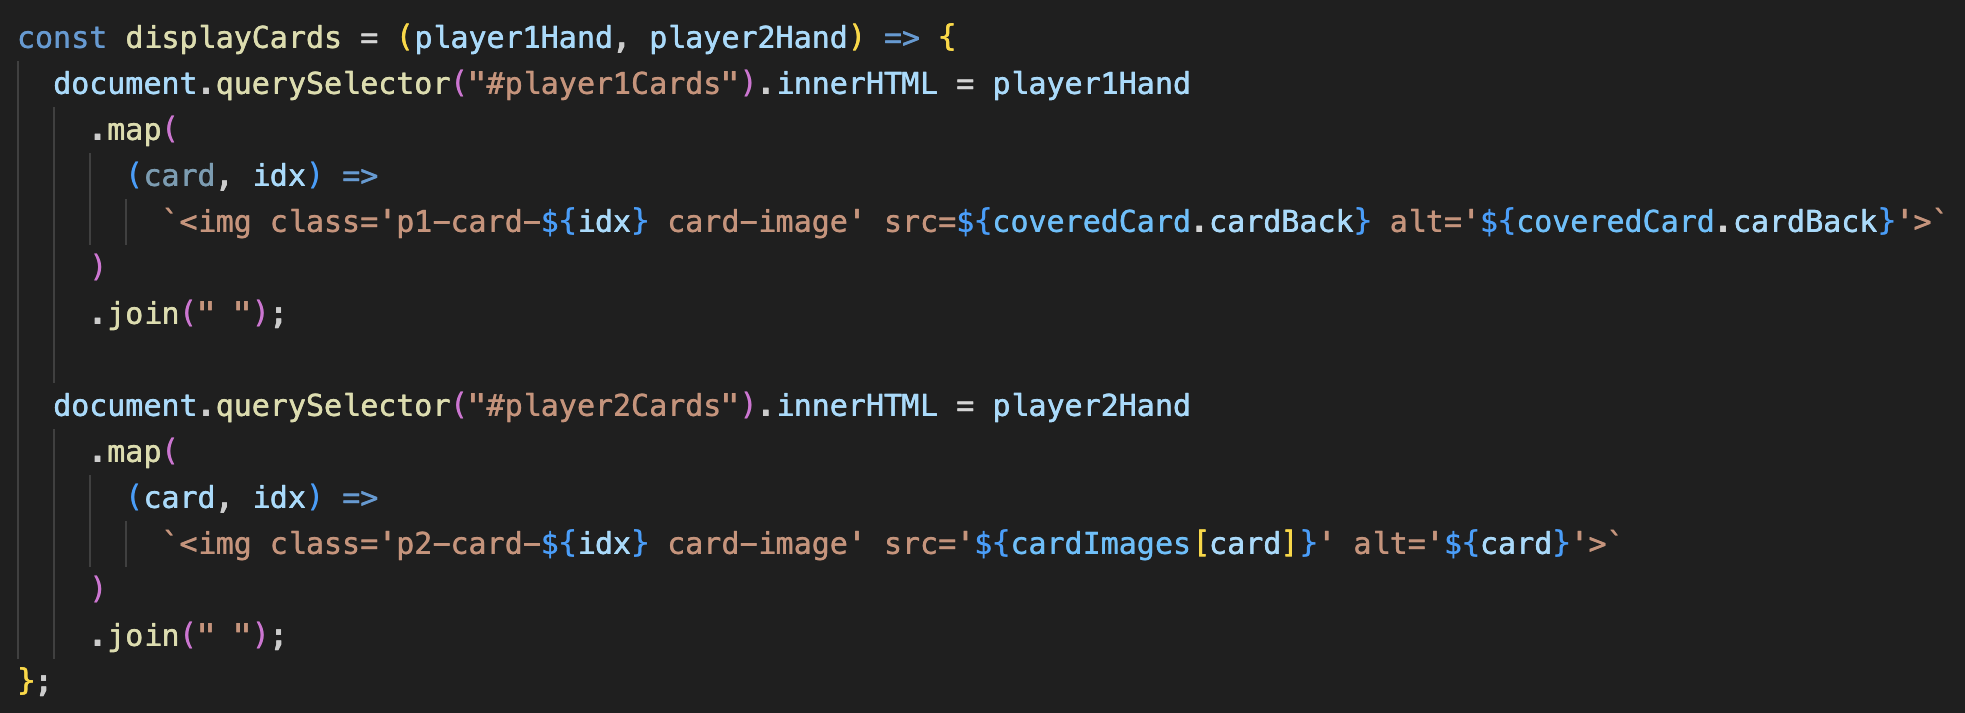 const displayCards = (player1Hand, player2Hand) => {
  document.querySelector("#player1Cards").innerHTML = player1Hand
    .map(
      (card, idx) =>
        `<img class='p1-card-${idx} card-image' src=${coveredCard.cardBack} alt='${coveredCard.cardBack}'>`
    )
    .join(" ");

  document.querySelector("#player2Cards").innerHTML = player2Hand
    .map(
      (card, idx) =>
        `<img class='p2-card-${idx} card-image' src='${cardImages[card]}' alt='${card}'>`
    )
    .join(" ");
};